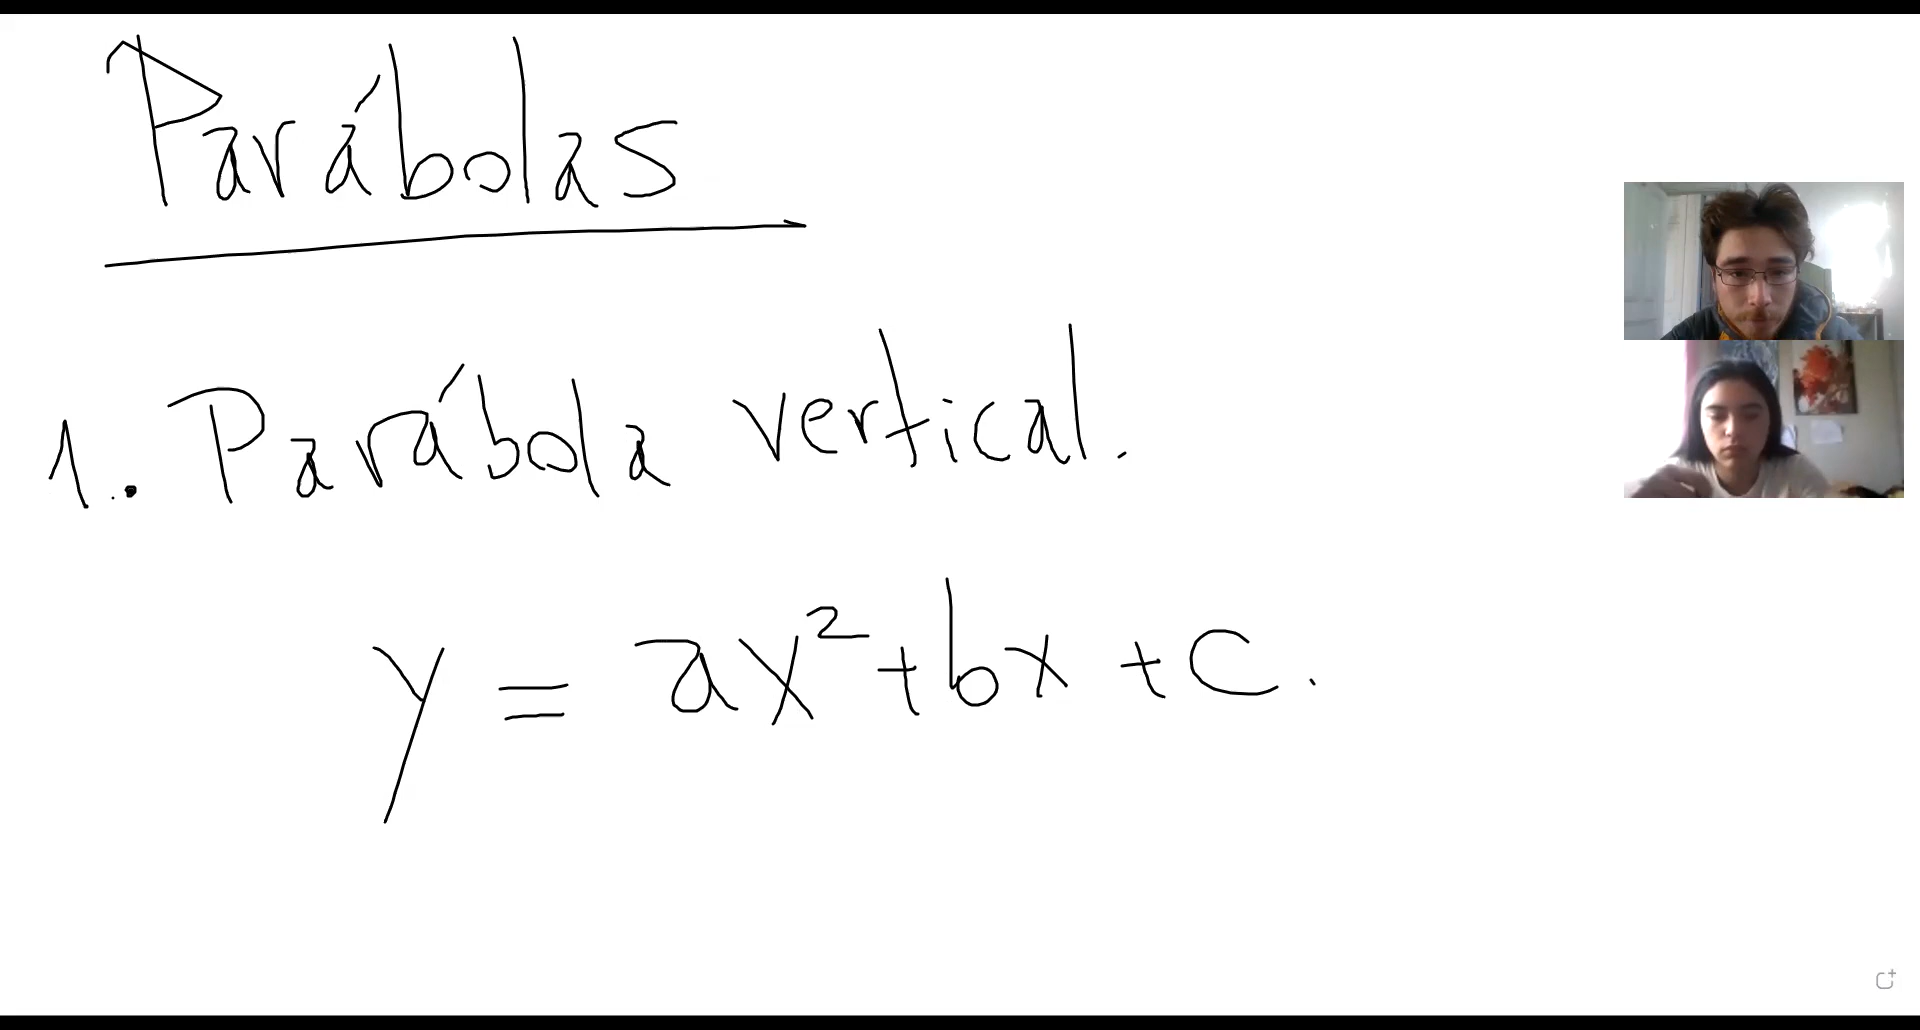 Parábolas
1. Parábola vertical.
y = ax²+bx+c.